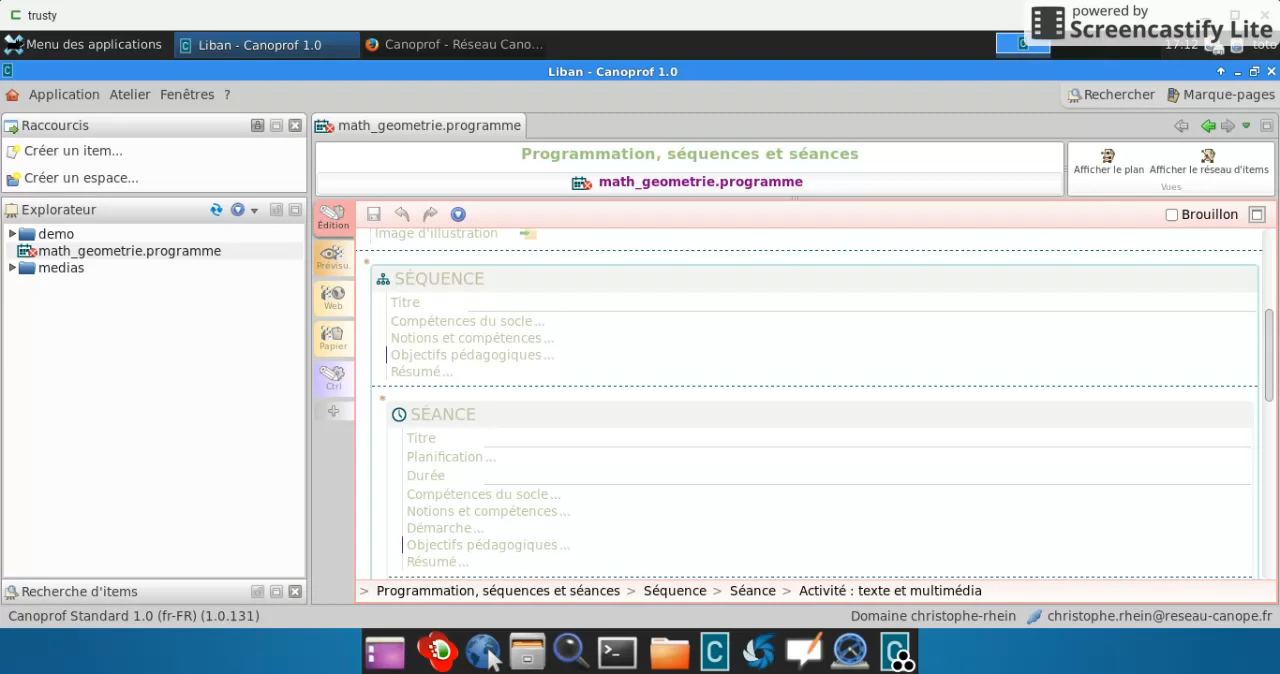 trusty
powered by
Screencastify Lite
Menu des applications
Liban - Canoprof 1.0
Canoprof - Réseau Cano...
17:12
toto
Liban - Canoprof 1.0
Application
Atelier
Fenêtres
?
Rechercher
Marque-pages
Raccourcis
Créer un item...
Créer un espace...
Explorateur
demo
math_geometrie.programme
medias
Recherche d'items
math_geometrie.programme
Programmation, séquences et séances
math_geometrie.programme
Afficher le plan
Afficher le réseau d'items
Vues
Édition
Prévisu.
Web
Papier
Ctrl
Brouillon
Image d'illustration
SÉQUENCE
Titre
Compétences du socle...
Notions et compétences...
Objectifs pédagogiques...
Résumé...
SÉANCE
Titre
Planification...
Durée
Compétences du socle...
Notions et compétences...
Démarche...
Objectifs pédagogiques...
Résumé...
> Programmation, séquences et séances > Séquence > Séance > Activité : texte et multimédia
Canoprof Standard 1.0 (fr-FR) (1.0.131)
Domaine christophe-rhein
christophe.rhein@reseau-canope.fr